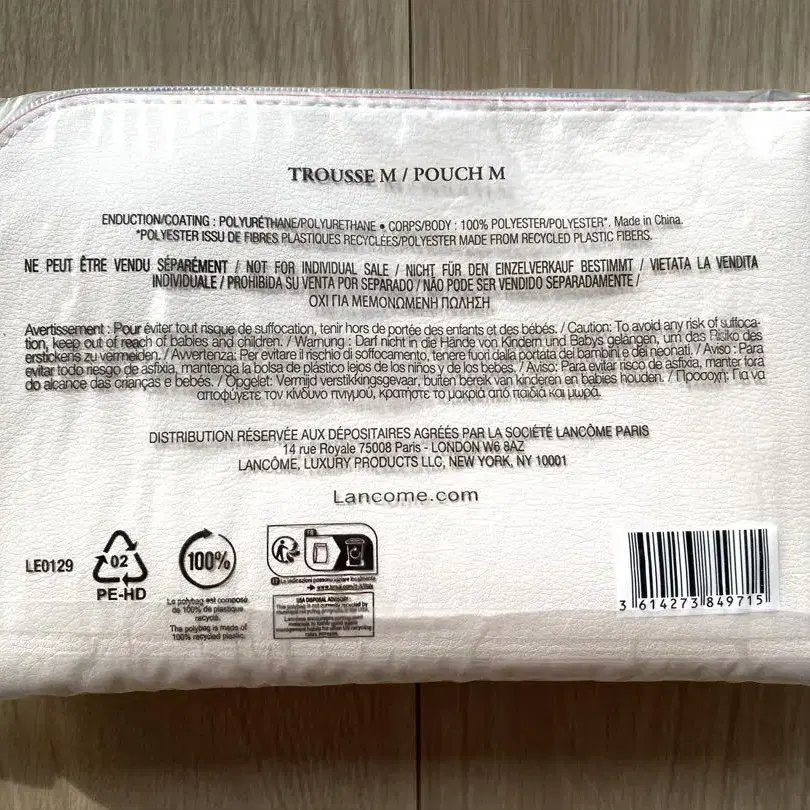 TROUSSE M / POUCH M
ENDUCTION/COATING : POLYURÉTHANE/POLYURETHANE • CORPS/BODY : 100% POLYESTER/POLYESTER*. Made in China.
*POLYESTER ISSU DE FIBRES PLASTIQUES RECYCLÉES/POLYESTER MADE FROM RECYCLED PLASTIC FIBERS.
NE PEUT ÊTRE VENDU SÉPARÉMENT / NOT FOR INDIVIDUAL SALE / NICHT FÜR DEN EINZELVERKAUF BESTIMMT / VIETATA LA VENDITA
INDIVIDUALE / PROHIBIDA SU VENTA POR SEPARADO / NÃO PODE SER VENDIDO SEPARADAMENTE /
ΟΧΙ ΓΙΑ ΜΕΜΟΝΩΜΕΝΗ ΠΩΛΗΣΗ
Avertissement : Pour éviter tout risque de suffocation, tenir hors de portée des enfants et des bébés. / Caution: To avoid any risk of suffoca-
tion, keep out of reach of babies and children. / Warnung : Darf nicht in die Hände von Kindern und Babys gelangen, um das Risiko des
erstickens zu vermeiden. / Avvertenza: Per evitare il rischio di soffocamento, tenere fuori dalla portata dei bambini e dei neonati. / Aviso : Para
evitar todo riesgo de asfixia, mantenga la bolsa de plástico lejos de los niños y de los bebes. / Aviso: Para evitar risco de asfixia, manter fora
do alcance das crianças e bebés. / Opgelet: Vermijd verstikkingsgevaar, buiten bereik van kinderen en babies houden. / Προσοχή: Για να
αποφύγετε τον κίνδυνο πνιγμού, κρατήστε το μακριά από παιδιά και μωρά.
DISTRIBUTION RÉSERVÉE AUX DÉPOSITAIRES AGRÉÉS PAR LA SOCIÉTÉ LANCÔME PARIS
14 rue Royale 75008 Paris - LONDON W6 8AZ
LANCÔME, LUXURY PRODUCTS LLC, NEW YORK, NY 10001
Lancome.com
LE0129
02
PE-HD
100%
Le polybag est composé
de 100% de plastique
recyclé.
The polybag is made of
100% recycled plastic.
USA DISPOSAL ADVISORY:
3 614273 849715